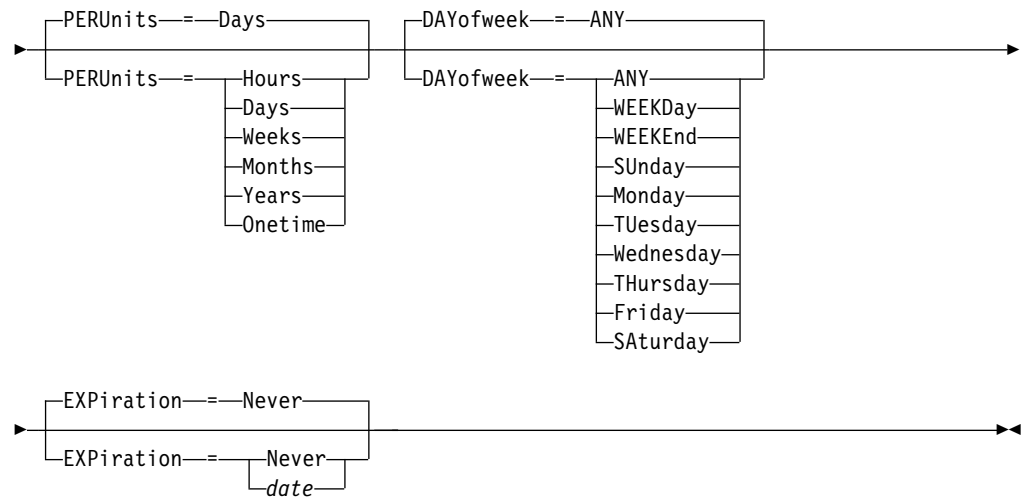 PERUnits = Days DAYofweek = ANY
PERUnits = Hours DAYofweek = ANY
Days WEEKDay
Weeks WEEKEnd
Months SUnday
Years Monday
Onetime TUesday
Wednesday
THursday
Friday
SAturday
EXPiration = Never
EXPiration = Never
date